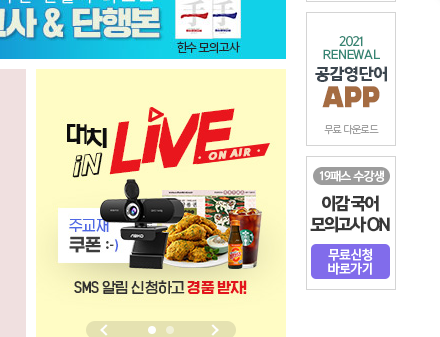 고사 & 단행본
한수 모의고사
대치
iN
LIVE
• ON AIR •
주교재
쿠폰 :-)
SMS 알림 신청하고 경품 받자!
2021
RENEWAL
공감영단어
APP
무료 다운로드
19패스 수강생
이감 국어
모의고사 ON
무료신청
바로가기